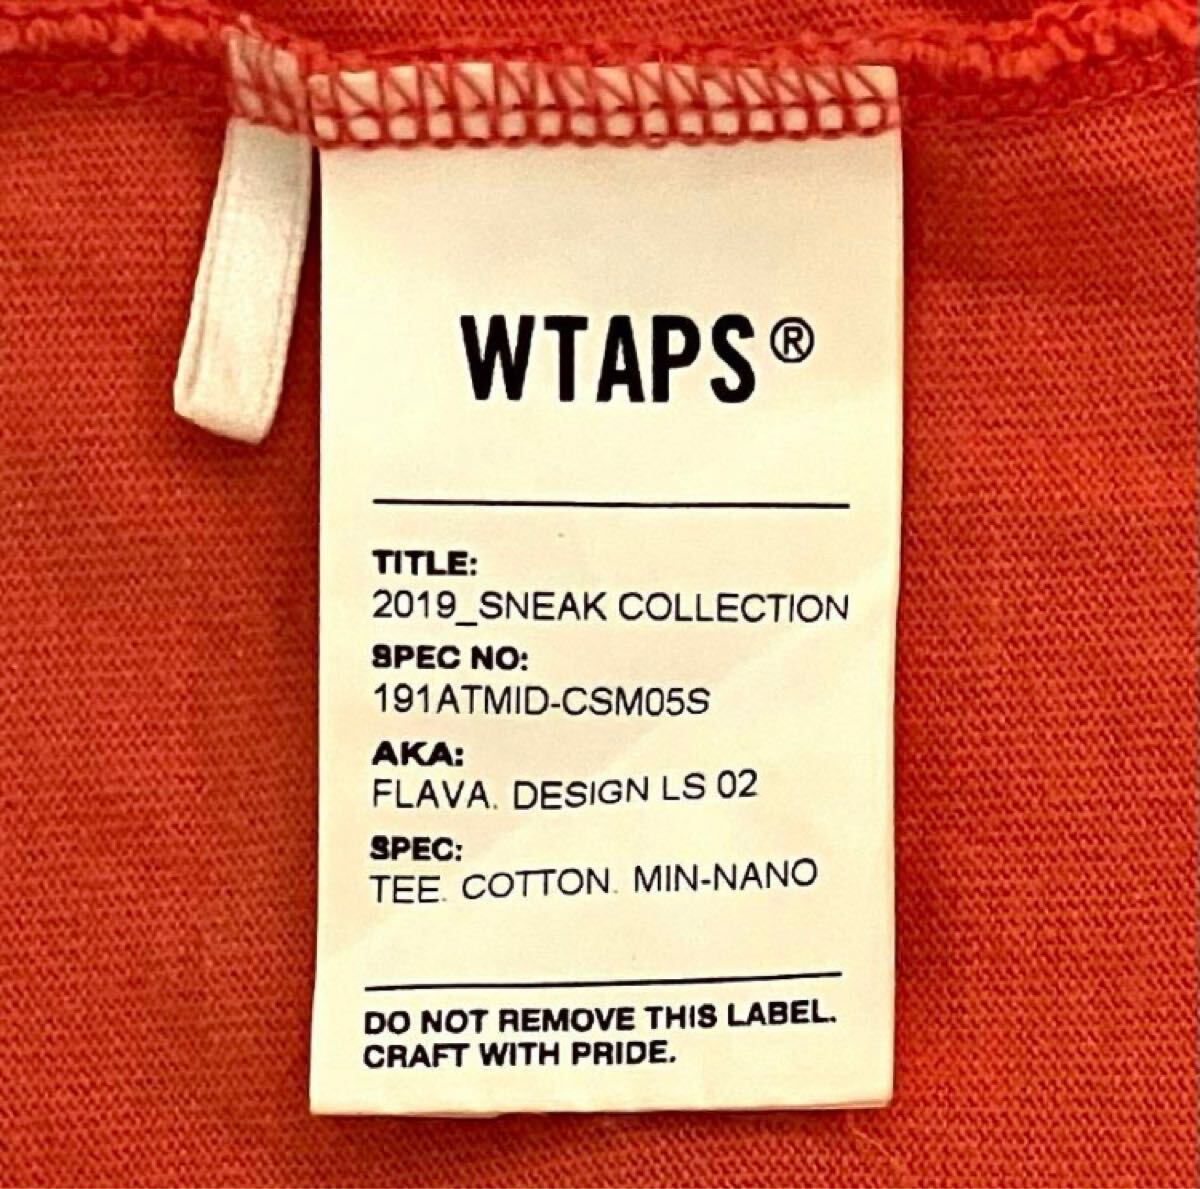 WTAPS®
TITLE:
2019_SNEAK COLLECTION
SPEC NO:
191ATMID-CSM05S
AKA:
FLAVA. DESIGN LS 02
SPEC:
TEE. COTTON. MIN-NANO
DO NOT REMOVE THIS LABEL.
CRAFT WITH PRIDE.